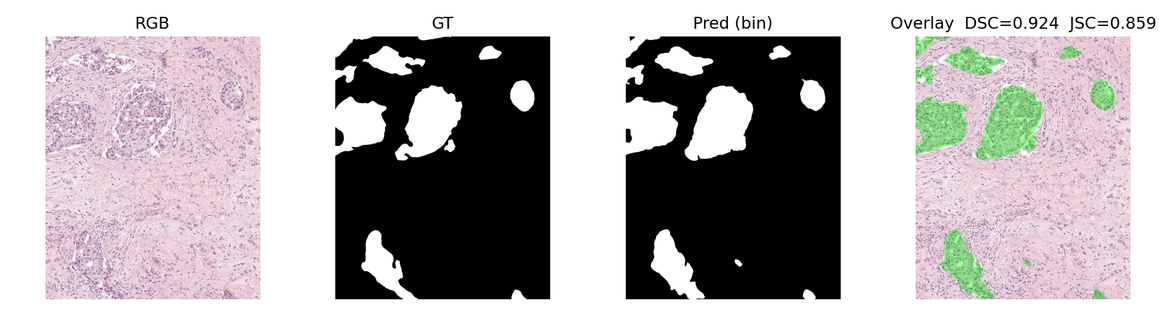 RGB
GT
Pred (bin)
Overlay  DSC=0.924  JSC=0.859